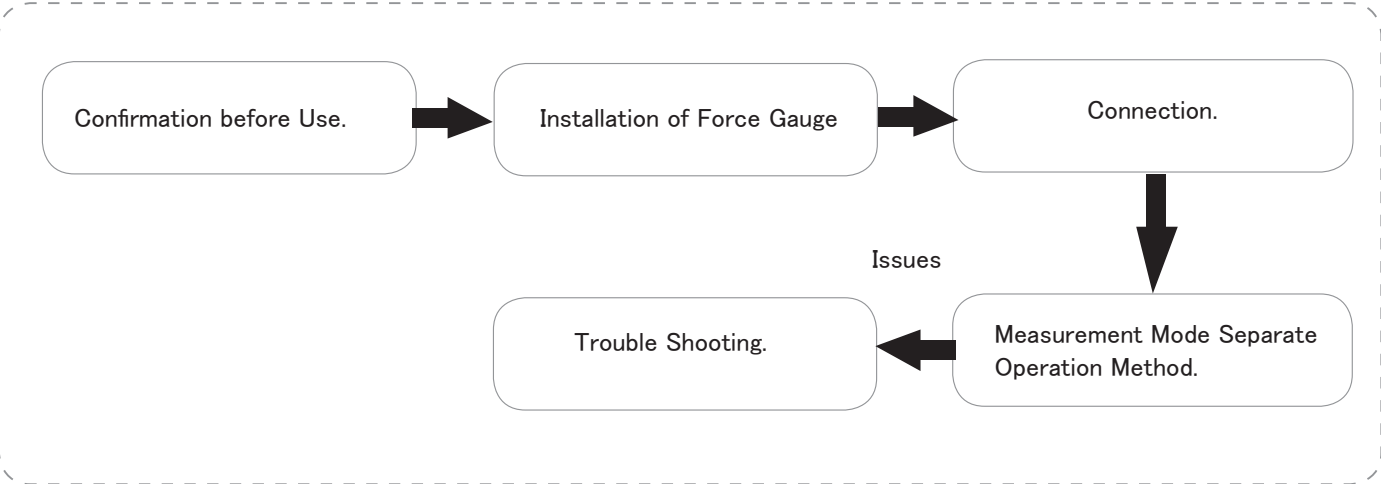 Confirmation before Use.
Installation of Force Gauge
Connection.
Issues
Measurement Mode Separate
Operation Method.
Trouble Shooting.